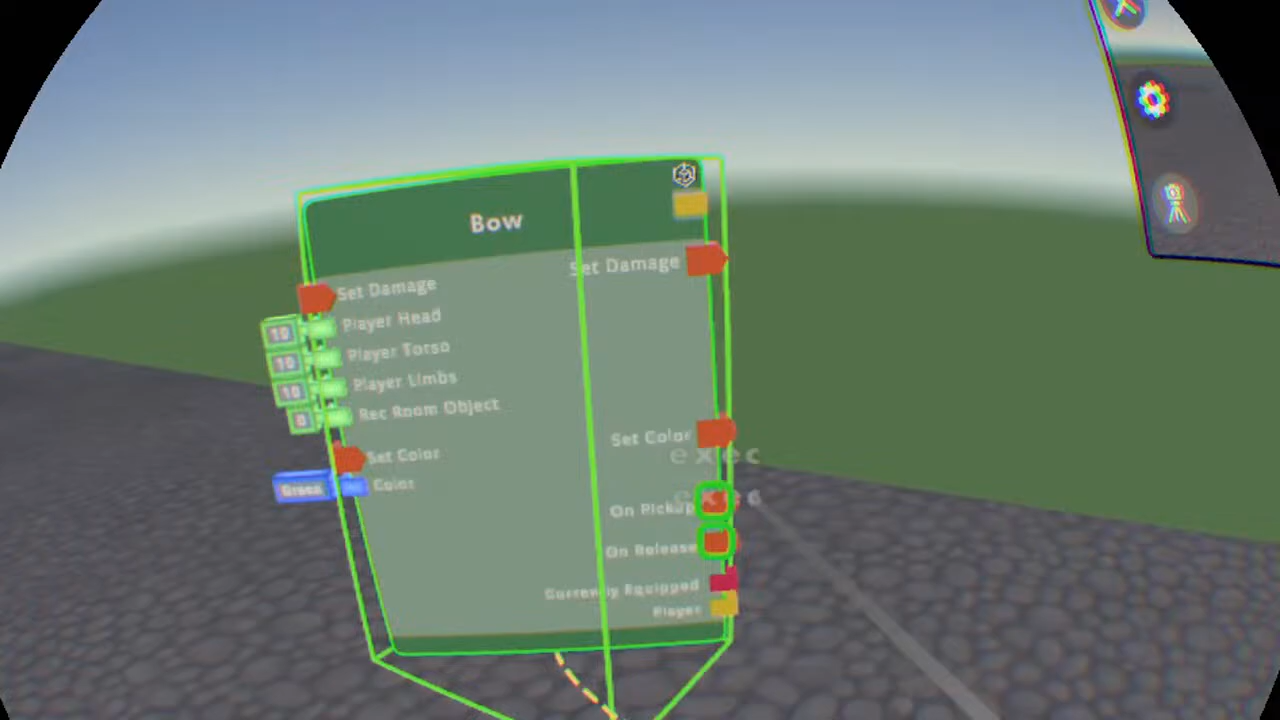 Bow
Set Damage
Set Damage
10 Player Head
10 Player Torso
10 Player Limbs
0 Rec Room Object
Set Color
Set Color
exec
Green Color
exec
On Pickup
On Release
Currently Equipped
Player